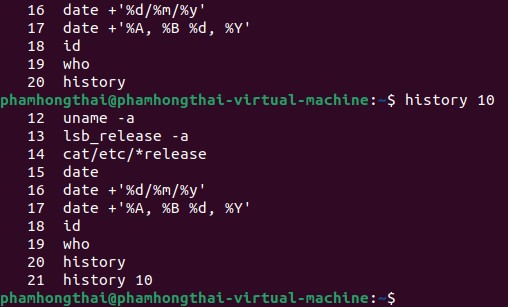 16 date +'%d/%m/%y'
17 date +'%A, %B %d, %Y'
18 id
19 who
20 history
phamhongthai@phamhongthai-virtual-machine:~$ history 10
12 uname -a
13 lsb_release -a
14 cat/etc/*release
15 date
16 date +'%d/%m/%y'
17 date +'%A, %B %d, %Y'
18 id
19 who
20 history
21 history 10
phamhongthai@phamhongthai-virtual-machine:~$